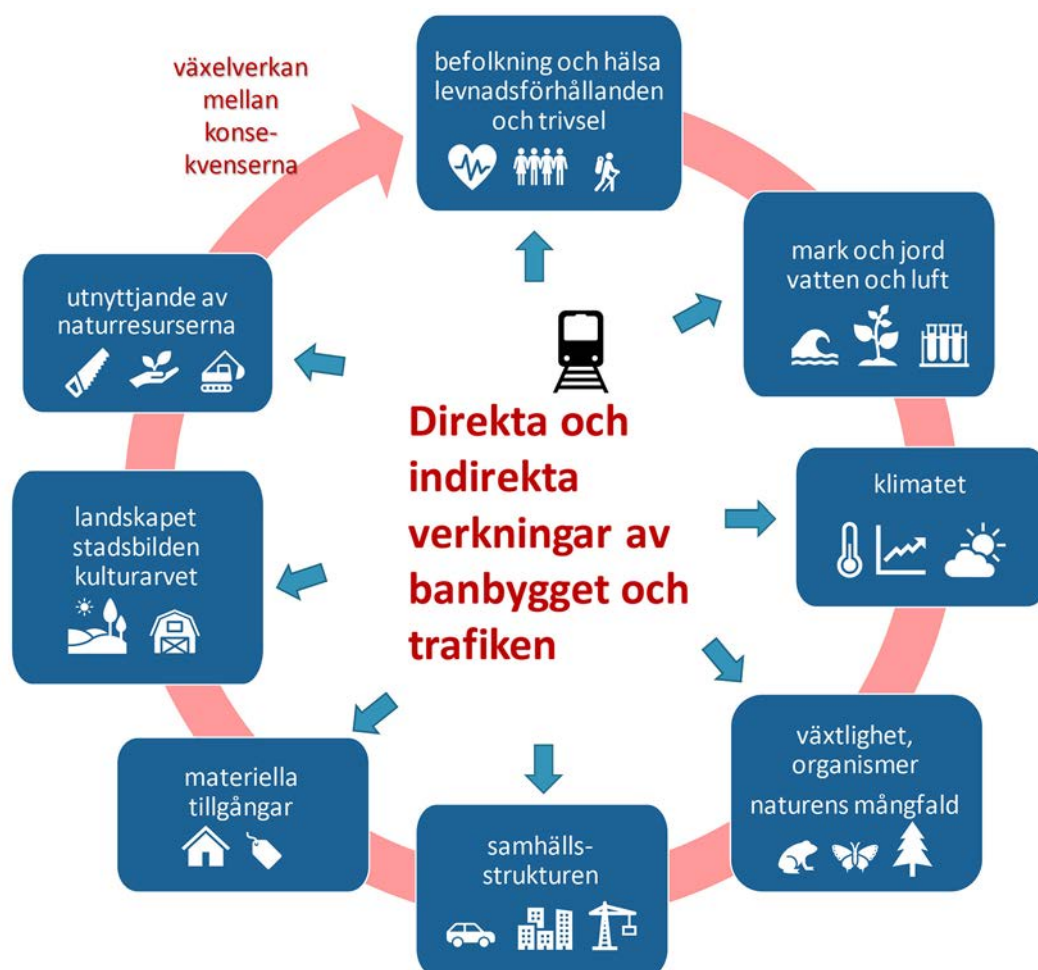 växelverkan
mellan
konse-
kvenserna
befolkning och hälsa
levnadsförhållanden
och trivsel
mark och jord
vatten och luft
klimatet
växtlighet,
organismer
naturens mångfald
samhälls-
strukturen
materiella
tillgångar
landskapet
stadsbilden
kulturarvet
utnyttjande av
naturresurserna
Direkta och
indirekta
verkningar av
banbygget och
trafiken